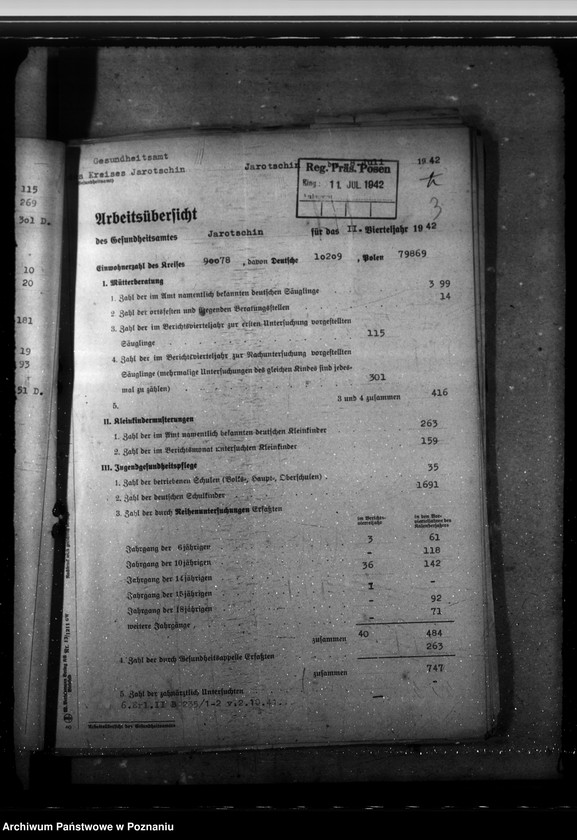 115
269
301 D.
10
20
181
19
93
51 D.
Gesundheitsamt
Kreises Jarotschin
Jarotschin
1942
Reg. Präs. Posen
Eing: 11 JUL. 1942
3
Arbeitsübersicht
des Gesundheitsamtes Jarotschin für das II. Vierteljahr 1942
Einwohnerzahl des Kreises 90078, davon Deutsche 10209, Polen 79869
I. Mütterberatung
1. Zahl der im Amt namentlich bekannten deutschen Säuglinge 3 99
2. Zahl der ortsfesten und fliegenden Beratungsstellen 14
3. Zahl der im Berichtsvierteljahr zur ersten Untersuchung vorgestellten
Säuglinge 115
4. Zahl der im Berichtsvierteljahr zur Nachuntersuchung vorgestellten
Säuglinge (mehrmalige Untersuchungen des gleichen Kindes sind jedes-
mal zu zählen) 301
5. 3 und 4 zusammen 416
II. Kleinkindermusterungen
1. Zahl der im Amt namentlich bekannten deutschen Kleinkinder 263
2. Zahl der im Berichtsmonat untersuchten Kleinkinder 159
III. Jugendgesundheitspflege
1. Zahl der betriebenen Schulen (Volks-, Haupt-, Oberschulen) 35
2. Zahl der deutschen Schulkinder 1691
3. Zahl der durch Reihenuntersuchungen Erfaßten
Jahrgang der 6jährigen 3 61
Jahrgang der 10jährigen - 118
Jahrgang der 14jährigen 36 142
Jahrgang der 15jährigen 1 -
Jahrgang der 18jährigen - 92
weitere Jahrgänge - 71
zusammen 40 484
4. Zahl der durch Gesundheitsappelle Erfaßten 263
zusammen 747
5. Zahl der zahnärztlich Untersuchten - -
Arbeitsübersicht des Gesundheitsamtes
Archiwum Państwowe w Poznaniu